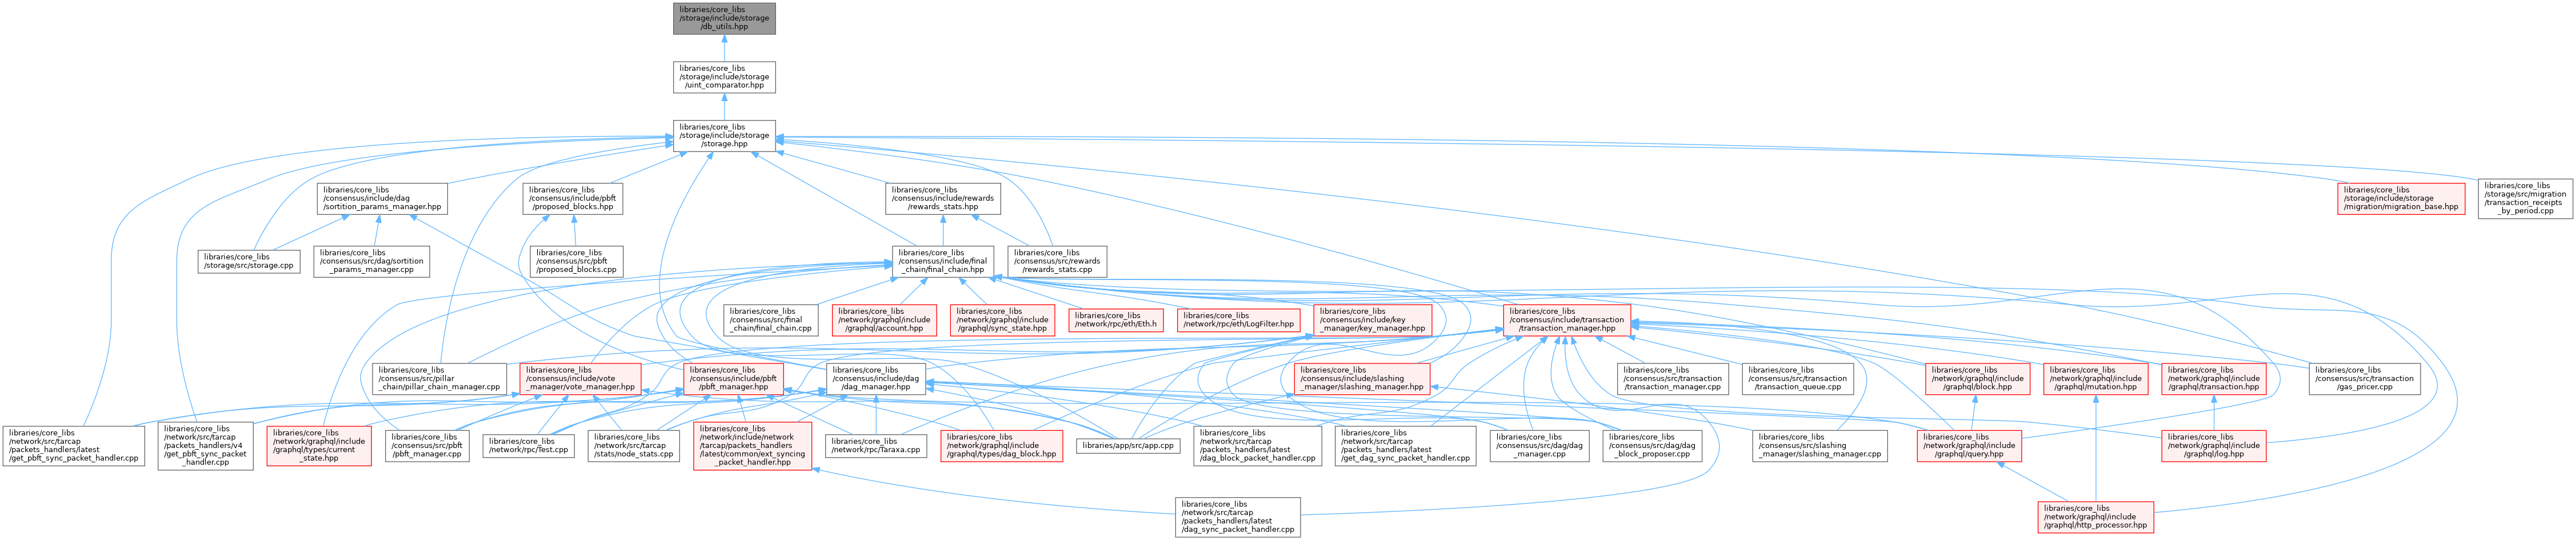 libraries/core_libs
/storage/include/storage
/db_utils.hpp
libraries/core_libs
/storage/include/storage
/uint_comparator.hpp
libraries/core_libs
/storage/include/storage
/storage.hpp
libraries/core_libs
/consensus/include/dag
/sortition_params_manager.hpp
libraries/core_libs
/consensus/include/pbft
/proposed_blocks.hpp
libraries/core_libs
/consensus/include/rewards
/rewards_stats.hpp
libraries/core_libs
/storage/include/storage
/migration/migration_base.hpp
libraries/core_libs
/storage/src/migration
/transaction_receipts
_by_period.cpp
libraries/core_libs
/storage/src/storage.cpp
libraries/core_libs
/consensus/src/dag/sortition
_params_manager.cpp
libraries/core_libs
/consensus/src/pbft
/proposed_blocks.cpp
libraries/core_libs
/consensus/include/final
_chain/final_chain.hpp
libraries/core_libs
/consensus/src/rewards
/rewards_stats.cpp
libraries/core_libs
/consensus/src/final
_chain/final_chain.cpp
libraries/core_libs
/network/graphql/include
/graphql/account.hpp
libraries/core_libs
/network/graphql/include
/graphql/sync_state.hpp
libraries/core_libs
/network/rpc/eth/Eth.h
libraries/core_libs
/network/rpc/eth/LogFilter.hpp
libraries/core_libs
/consensus/include/key
_manager/key_manager.hpp
libraries/core_libs
/consensus/include/transaction
/transaction_manager.hpp
libraries/core_libs
/consensus/src/pillar
_chain/pillar_chain_manager.cpp
libraries/core_libs
/consensus/include/vote
_manager/vote_manager.hpp
libraries/core_libs
/consensus/include/pbft
/pbft_manager.hpp
libraries/core_libs
/consensus/include/dag
/dag_manager.hpp
libraries/core_libs
/consensus/include/slashing
_manager/slashing_manager.hpp
libraries/core_libs
/consensus/src/transaction
/transaction_manager.cpp
libraries/core_libs
/consensus/src/transaction
/transaction_queue.cpp
libraries/core_libs
/network/graphql/include
/graphql/block.hpp
libraries/core_libs
/network/graphql/include
/graphql/mutation.hpp
libraries/core_libs
/network/graphql/include
/graphql/transaction.hpp
libraries/core_libs
/consensus/src/transaction
/gas_pricer.cpp
libraries/core_libs
/network/src/tarcap
/packets_handlers/latest
/get_pbft_sync_packet_handler.cpp
libraries/core_libs
/network/src/tarcap
/packets_handlers/v4
/get_pbft_sync_packet
_handler.cpp
libraries/core_libs
/network/graphql/include
/graphql/types/current
_state.hpp
libraries/core_libs
/consensus/src/pbft
/pbft_manager.cpp
libraries/core_libs
/network/rpc/Test.cpp
libraries/core_libs
/network/src/tarcap
/stats/node_stats.cpp
libraries/core_libs
/network/include/network
/tarcap/packets_handlers
/latest/common/ext_syncing
_packet_handler.hpp
libraries/core_libs
/network/rpc/Taraxa.cpp
libraries/core_libs
/network/graphql/include
/graphql/types/dag_block.hpp
libraries/app/src/app.cpp
libraries/core_libs
/network/src/tarcap
/packets_handlers/latest
/dag_block_packet_handler.cpp
libraries/core_libs
/network/src/tarcap
/packets_handlers/latest
/get_dag_sync_packet_handler.cpp
libraries/core_libs
/consensus/src/dag/dag
_manager.cpp
libraries/core_libs
/consensus/src/dag/dag
_block_proposer.cpp
libraries/core_libs
/consensus/src/slashing
_manager/slashing_manager.cpp
libraries/core_libs
/network/graphql/include
/graphql/query.hpp
libraries/core_libs
/network/graphql/include
/graphql/log.hpp
libraries/core_libs
/network/src/tarcap
/packets_handlers/latest
/dag_sync_packet_handler.cpp
libraries/core_libs
/network/graphql/include
/graphql/http_processor.hpp